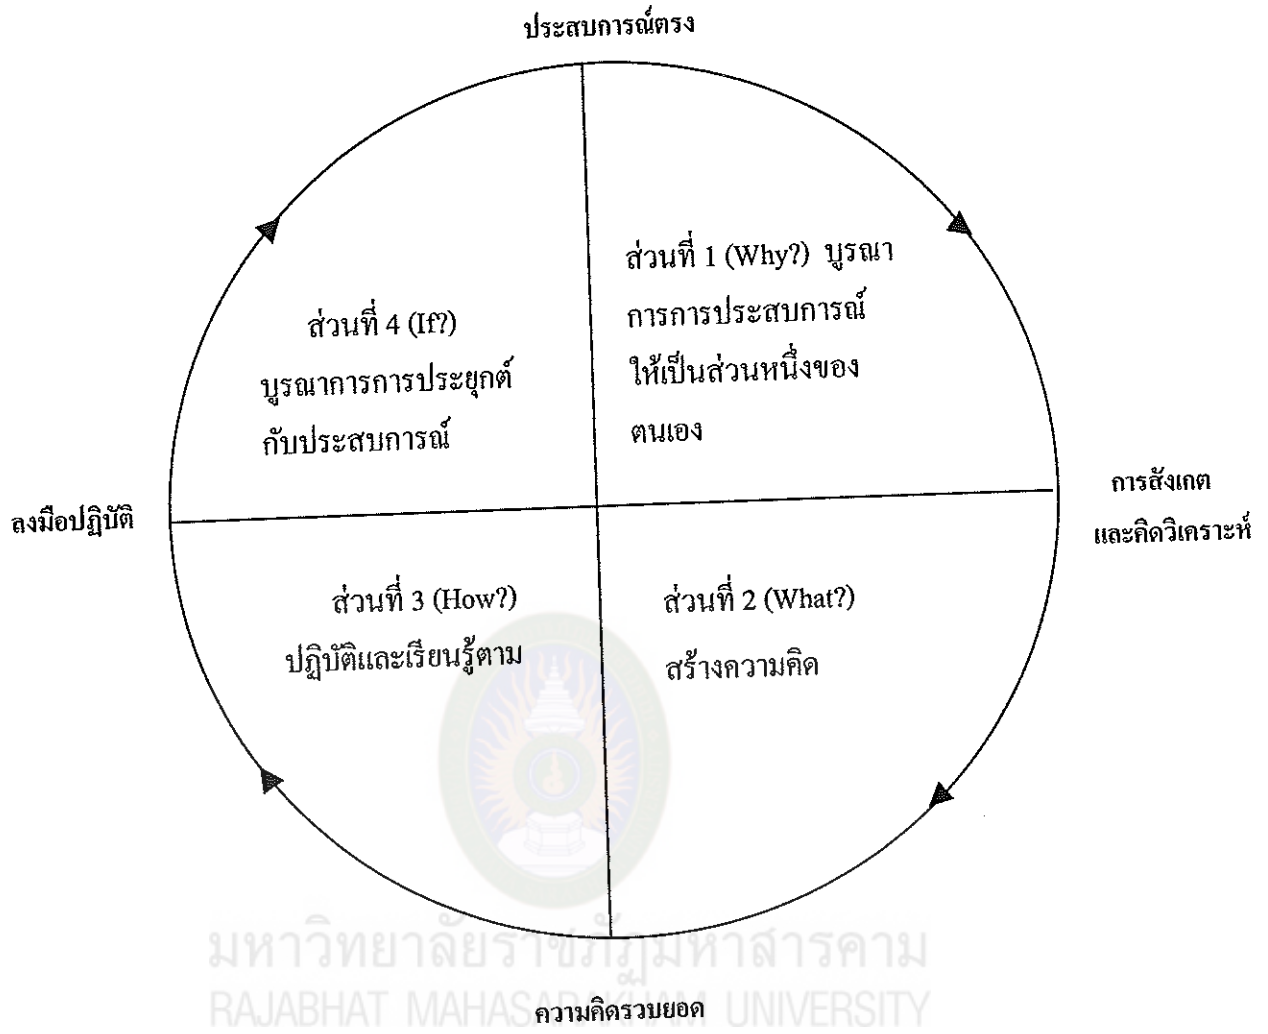 ประสบการณ์ตรง
ส่วนที่ 1 (Why?) บูรณา
การการประสบการณ์
ให้เป็นส่วนหนึ่งของ
ตนเอง
ส่วนที่ 4 (If?)
บูรณาการการประยุกต์
กับประสบการณ์
การสังเกต
และคิดวิเคราะห์
ลงมือปฏิบัติ
ส่วนที่ 3 (How?)
ปฏิบัติและเรียนรู้ตาม
ส่วนที่ 2 (What?)
สร้างความคิด
มหาวิทยาลัยราชภัฏมหาสารคาม
ความคิดรวบยอด
RAJABHAT MAHASARAKHAM UNIVERSITY